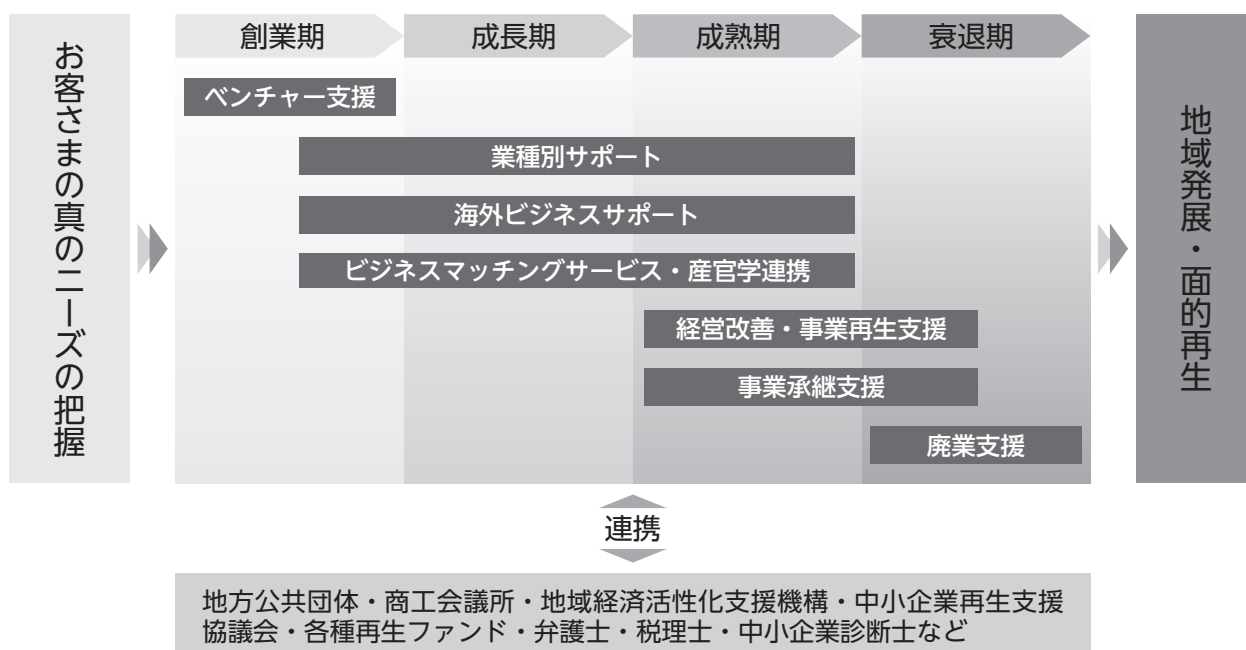 お客さまの真のニーズの把握
創業期
成長期
成熟期
衰退期
ベンチャー支援
業種別サポート
海外ビジネスサポート
ビジネスマッチングサービス・産官学連携
経営改善・事業再生支援
事業承継支援
廃業支援
地域発展・面的再生
連携
地方公共団体・商工会議所・地域経済活性化支援機構・中小企業再生支援
協議会・各種再生ファンド・弁護士・税理士・中小企業診断士など